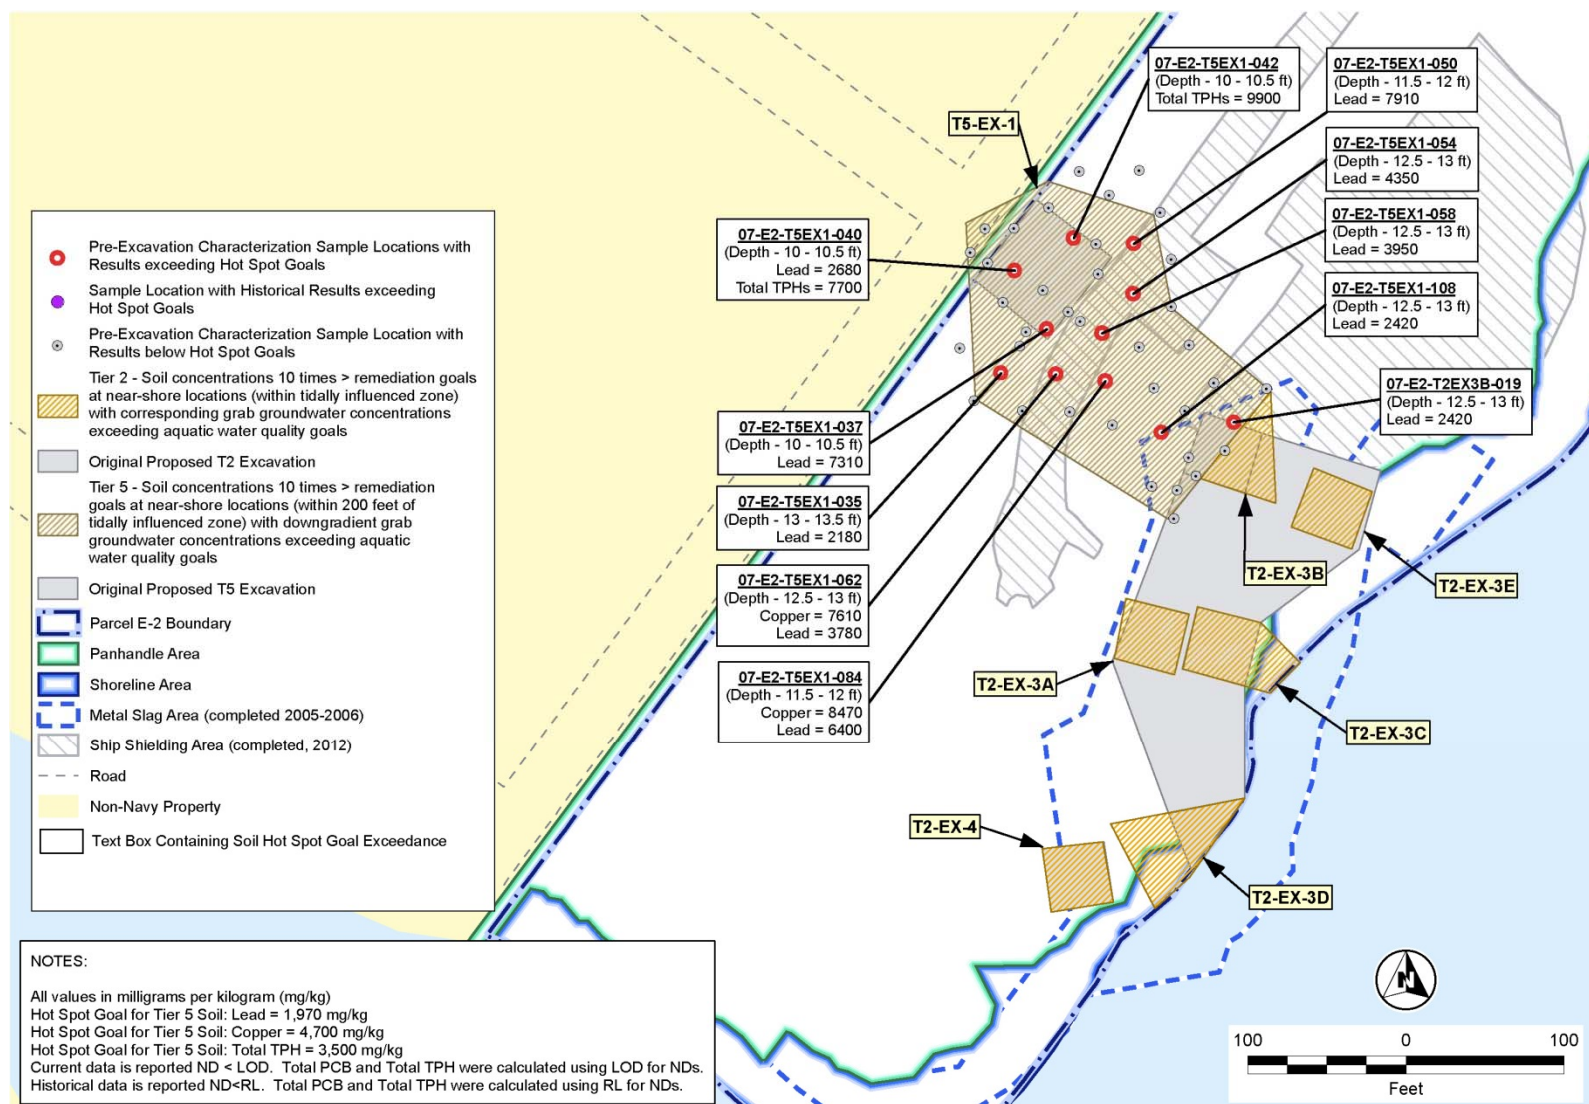 07-E2-T5EX1-042
(Depth - 10 - 10.5 ft)
Total TPHs = 9900
07-E2-T5EX1-050
(Depth - 11.5 - 12 ft)
Lead = 7910
T5-EX-1
07-E2-T5EX1-054
(Depth - 12.5 - 13 ft)
Lead = 4350
07-E2-T5EX1-058
(Depth - 12.5 - 13 ft)
Lead = 3950
07-E2-T5EX1-040
(Depth - 10 - 10.5 ft)
Lead = 2680
Total TPHs = 7700
07-E2-T5EX1-108
(Depth - 12.5 - 13 ft)
Lead = 2420
07-E2-T2EX3B-019
(Depth - 12.5 - 13 ft)
Lead = 2420
07-E2-T5EX1-037
(Depth - 10 - 10.5 ft)
Lead = 7310
07-E2-T5EX1-035
(Depth - 13 - 13.5 ft)
Lead = 2180
07-E2-T5EX1-062
(Depth - 12.5 - 13 ft)
Copper = 7610
Lead = 3780
07-E2-T5EX1-084
(Depth - 11.5 - 12 ft)
Copper = 8470
Lead = 6400
T2-EX-3B
T2-EX-3E
T2-EX-3A
T2-EX-3C
T2-EX-4
T2-EX-3D
Pre-Excavation Characterization Sample Locations with
Results exceeding Hot Spot Goals
Sample Location with Historical Results exceeding
Hot Spot Goals
Pre-Excavation Characterization Sample Location with
Results below Hot Spot Goals
Tier 2 - Soil concentrations 10 times > remediation goals
at near-shore locations (within tidally influenced zone)
with corresponding grab groundwater concentrations
exceeding aquatic water quality goals
Original Proposed T2 Excavation
Tier 5 - Soil concentrations 10 times > remediation
goals at near-shore locations (within 200 feet of
tidally influenced zone) with downgradient grab
groundwater concentrations exceeding aquatic
water quality goals
Original Proposed T5 Excavation
Parcel E-2 Boundary
Panhandle Area
Shoreline Area
Metal Slag Area (completed 2005-2006)
Ship Shielding Area (completed, 2012)
Road
Non-Navy Property
Text Box Containing Soil Hot Spot Goal Exceedance
NOTES:
All values in milligrams per kilogram (mg/kg)
Hot Spot Goal for Tier 5 Soil: Lead = 1,970 mg/kg
Hot Spot Goal for Tier 5 Soil: Copper = 4,700 mg/kg
Hot Spot Goal for Tier 5 Soil: Total TPH = 3,500 mg/kg
Current data is reported ND < LOD.  Total PCB and Total TPH were calculated using LOD for NDs.
Historical data is reported ND<RL.  Total PCB and Total TPH were calculated using RL for NDs.
N
100 0 100
Feet